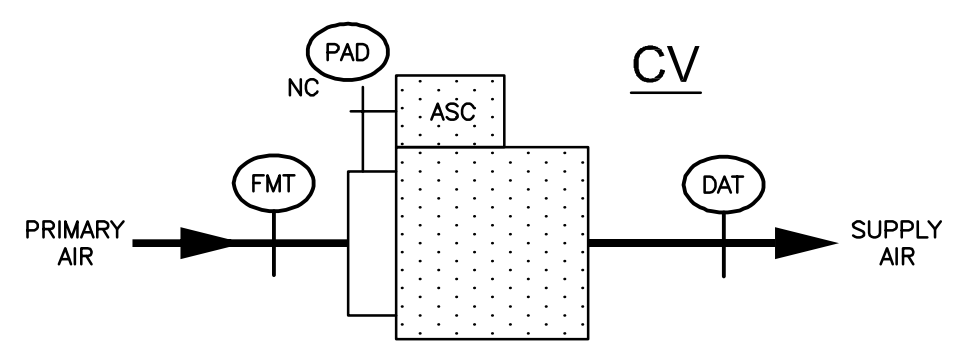 PAD
CV
NC
ASC
FMT
DAT
PRIMARY
AIR
SUPPLY
AIR